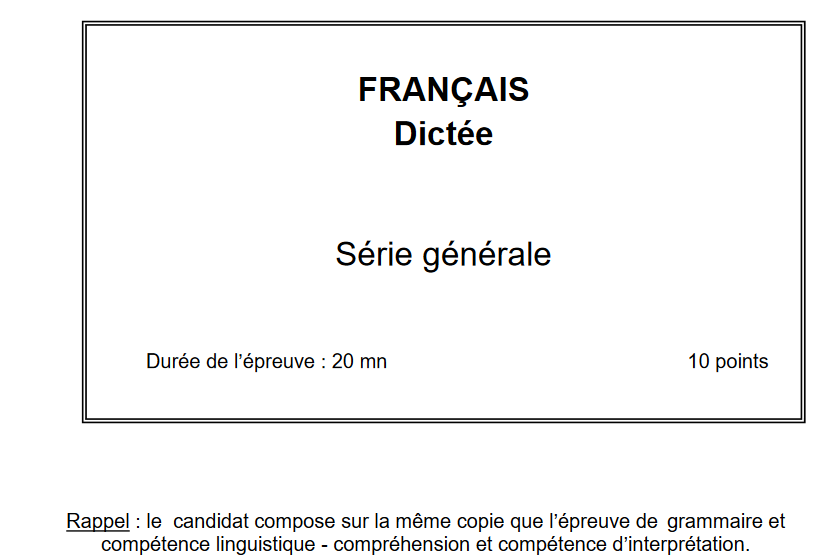 FRANÇAIS
Dictée
Série générale
Durée de l’épreuve : 20 mn 10 points
Rappel : le candidat compose sur la même copie que l’épreuve de grammaire et
compétence linguistique - compréhension et compétence d’interprétation.